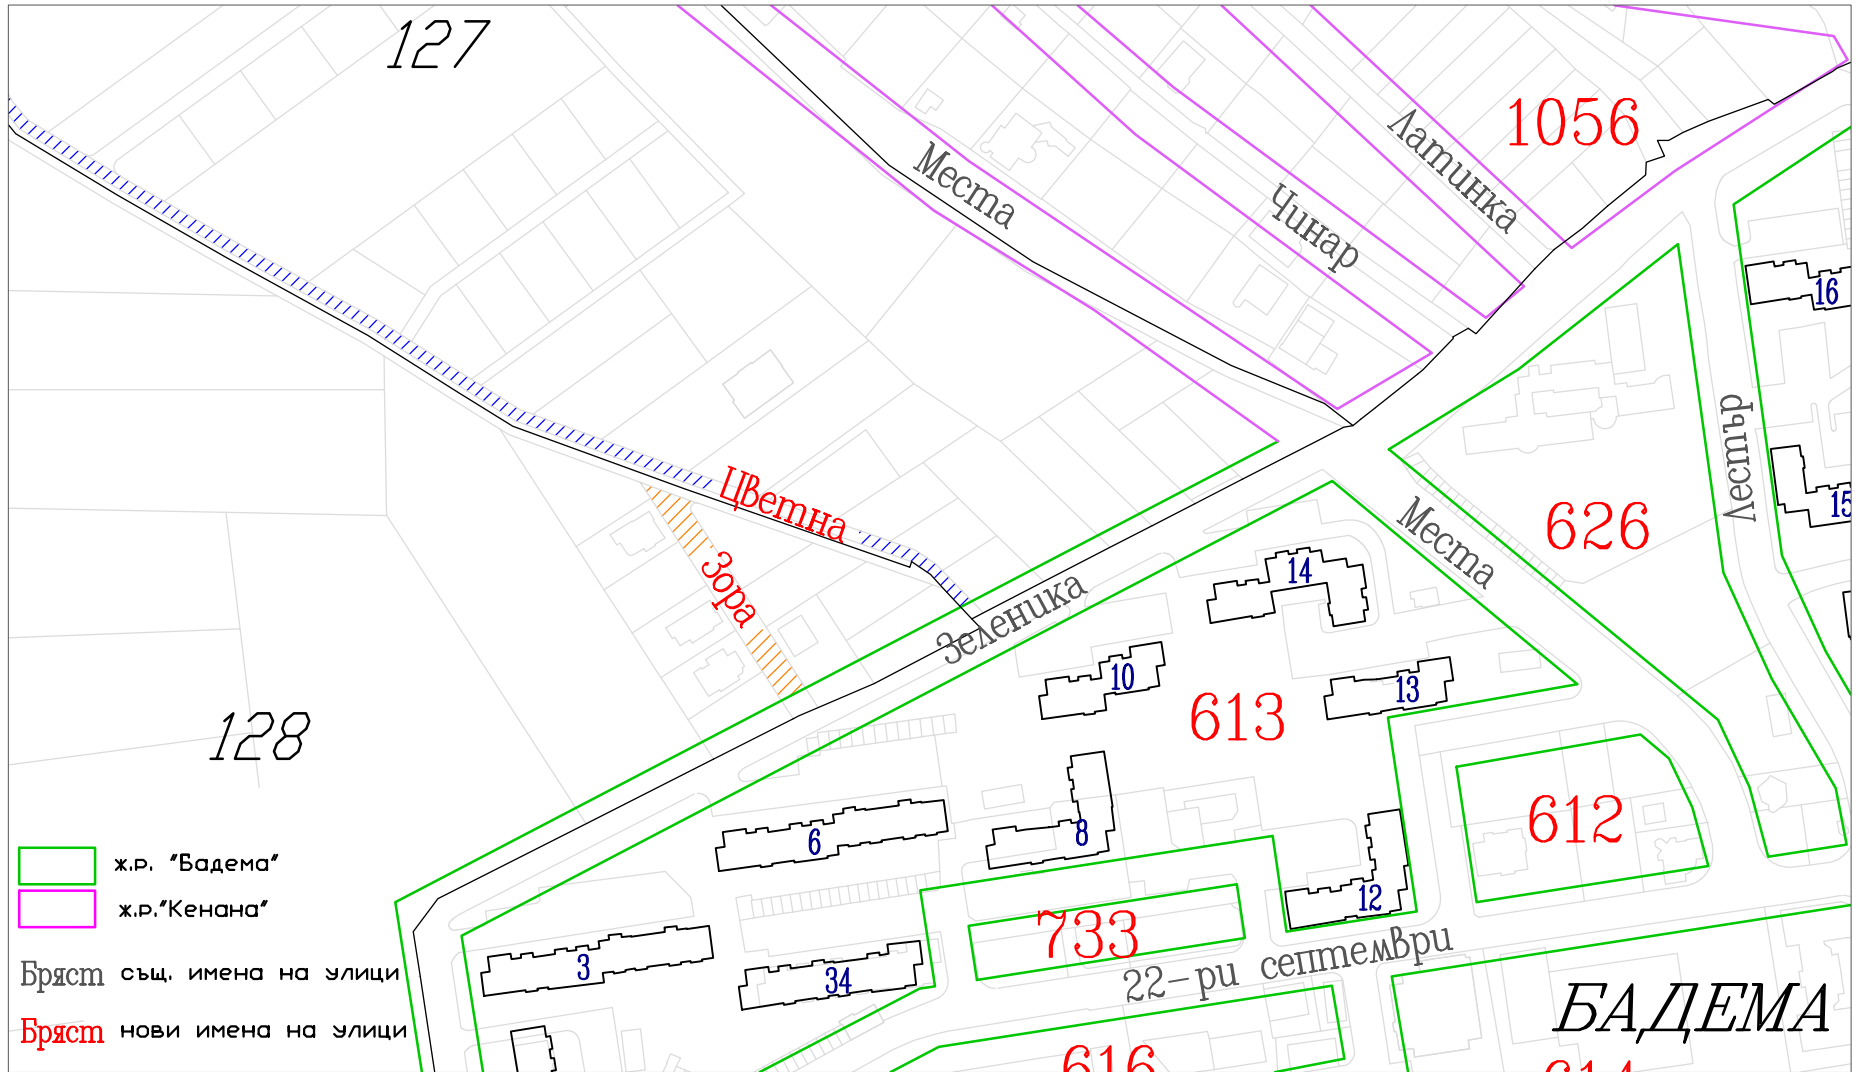 127
1056
Латинка
Места
Чинар
16
Лестър
Цветна
Места
626
15
Зора
14
Зеленика
10
13
613
128
612
6
8
ж.р. "Бадема"
12
ж.р."Кенана"
733
22-ри септември
3
34
Бряст същ. имена на улици
БАДЕМА
Бряст нови имена на улици
616
614